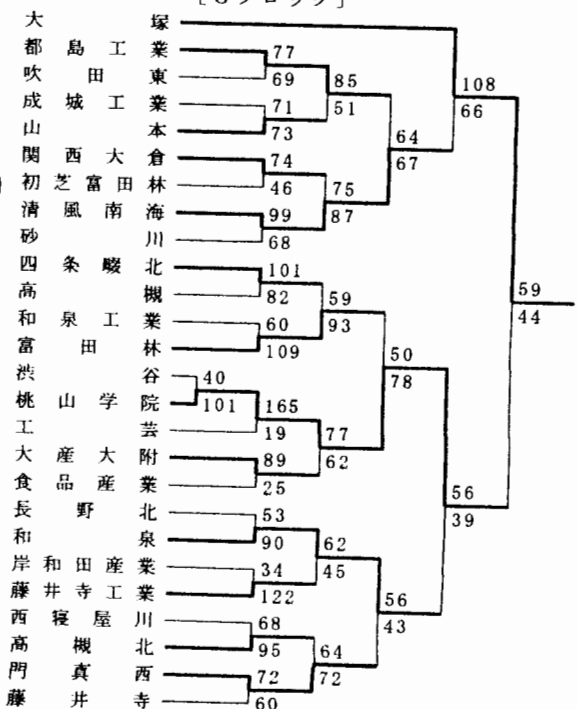 大塚
都島工業
吹田東
成城工業
山本
関西大倉
初芝富田林
清風南海
砂川
四条畷北
高槻
和泉工業
富田林
渋谷
桃山学院
工芸
大産大附
食品産業
長野北
和泉
岸和田産業
藤井寺工業
西寝屋川
高槻北
門真西
藤井寺
77
69
71
73
74
46
99
68
101
82
60
109
40
101
165
19
89
25
53
90
34
122
68
95
72
60
85
51
75
87
59
93
77
62
62
45
64
72
64
67
50
78
56
43
108
66
56
39
59
44